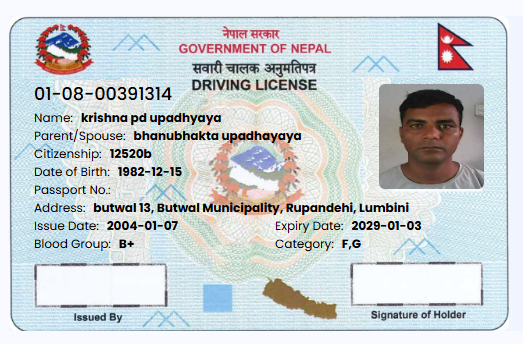 नेपाल सरकार
GOVERNMENT OF NEPAL
सवारी चालक अनुमतिपत्र
DRIVING LICENSE
01-08-00391314
Name: krishna pd upadhyaya
Parent/Spouse: bhanubhakta upadhayaya
Citizenship: 12520b
Date of Birth: 1982-12-15
Passport No.:
Address: butwal 13, Butwal Municipality, Rupandehi, Lumbini
Issue Date: 2004-01-07 Expiry Date: 2029-01-03
Blood Group: B+ Category: F,G
Issued By Signature of Holder